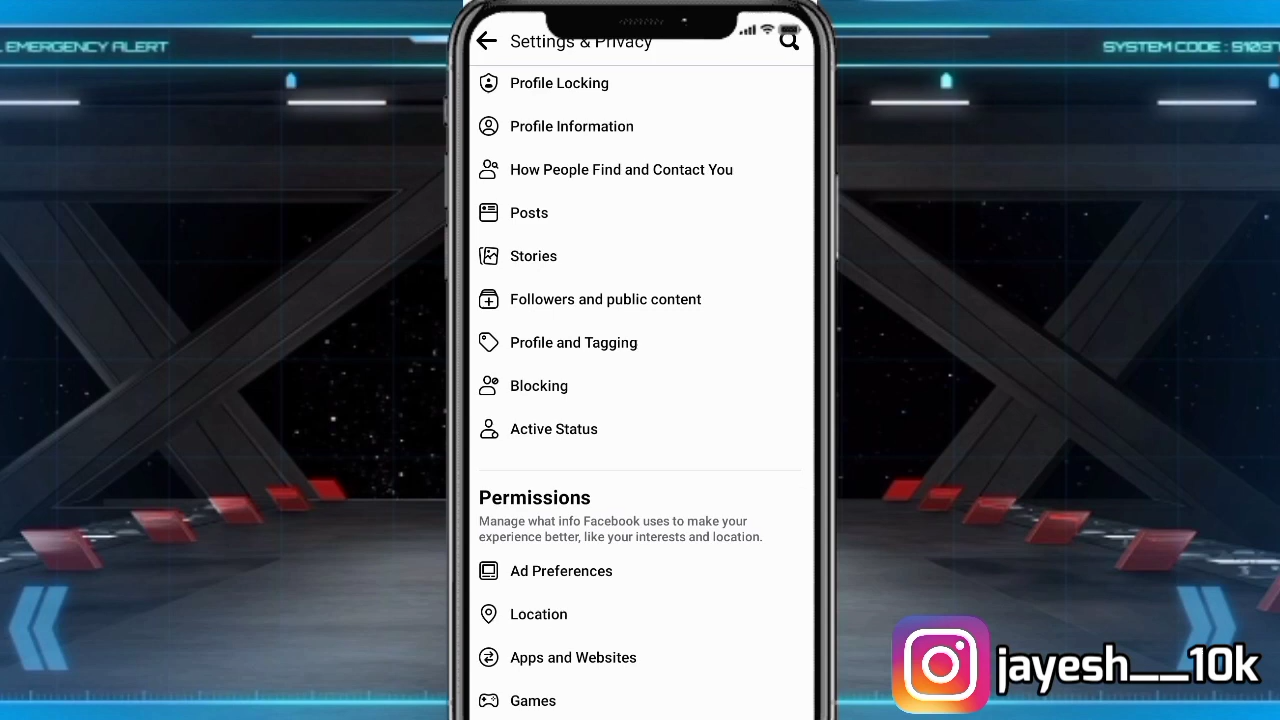 EMERGENCY ALERT
SYSTEM CODE : S103T
Settings & Privacy
Profile Locking
Profile Information
How People Find and Contact You
Posts
Stories
Followers and public content
Profile and Tagging
Blocking
Active Status
Permissions
Manage what info Facebook uses to make your
experience better, like your interests and location.
Ad Preferences
Location
Apps and Websites
Games
jayesh__10k